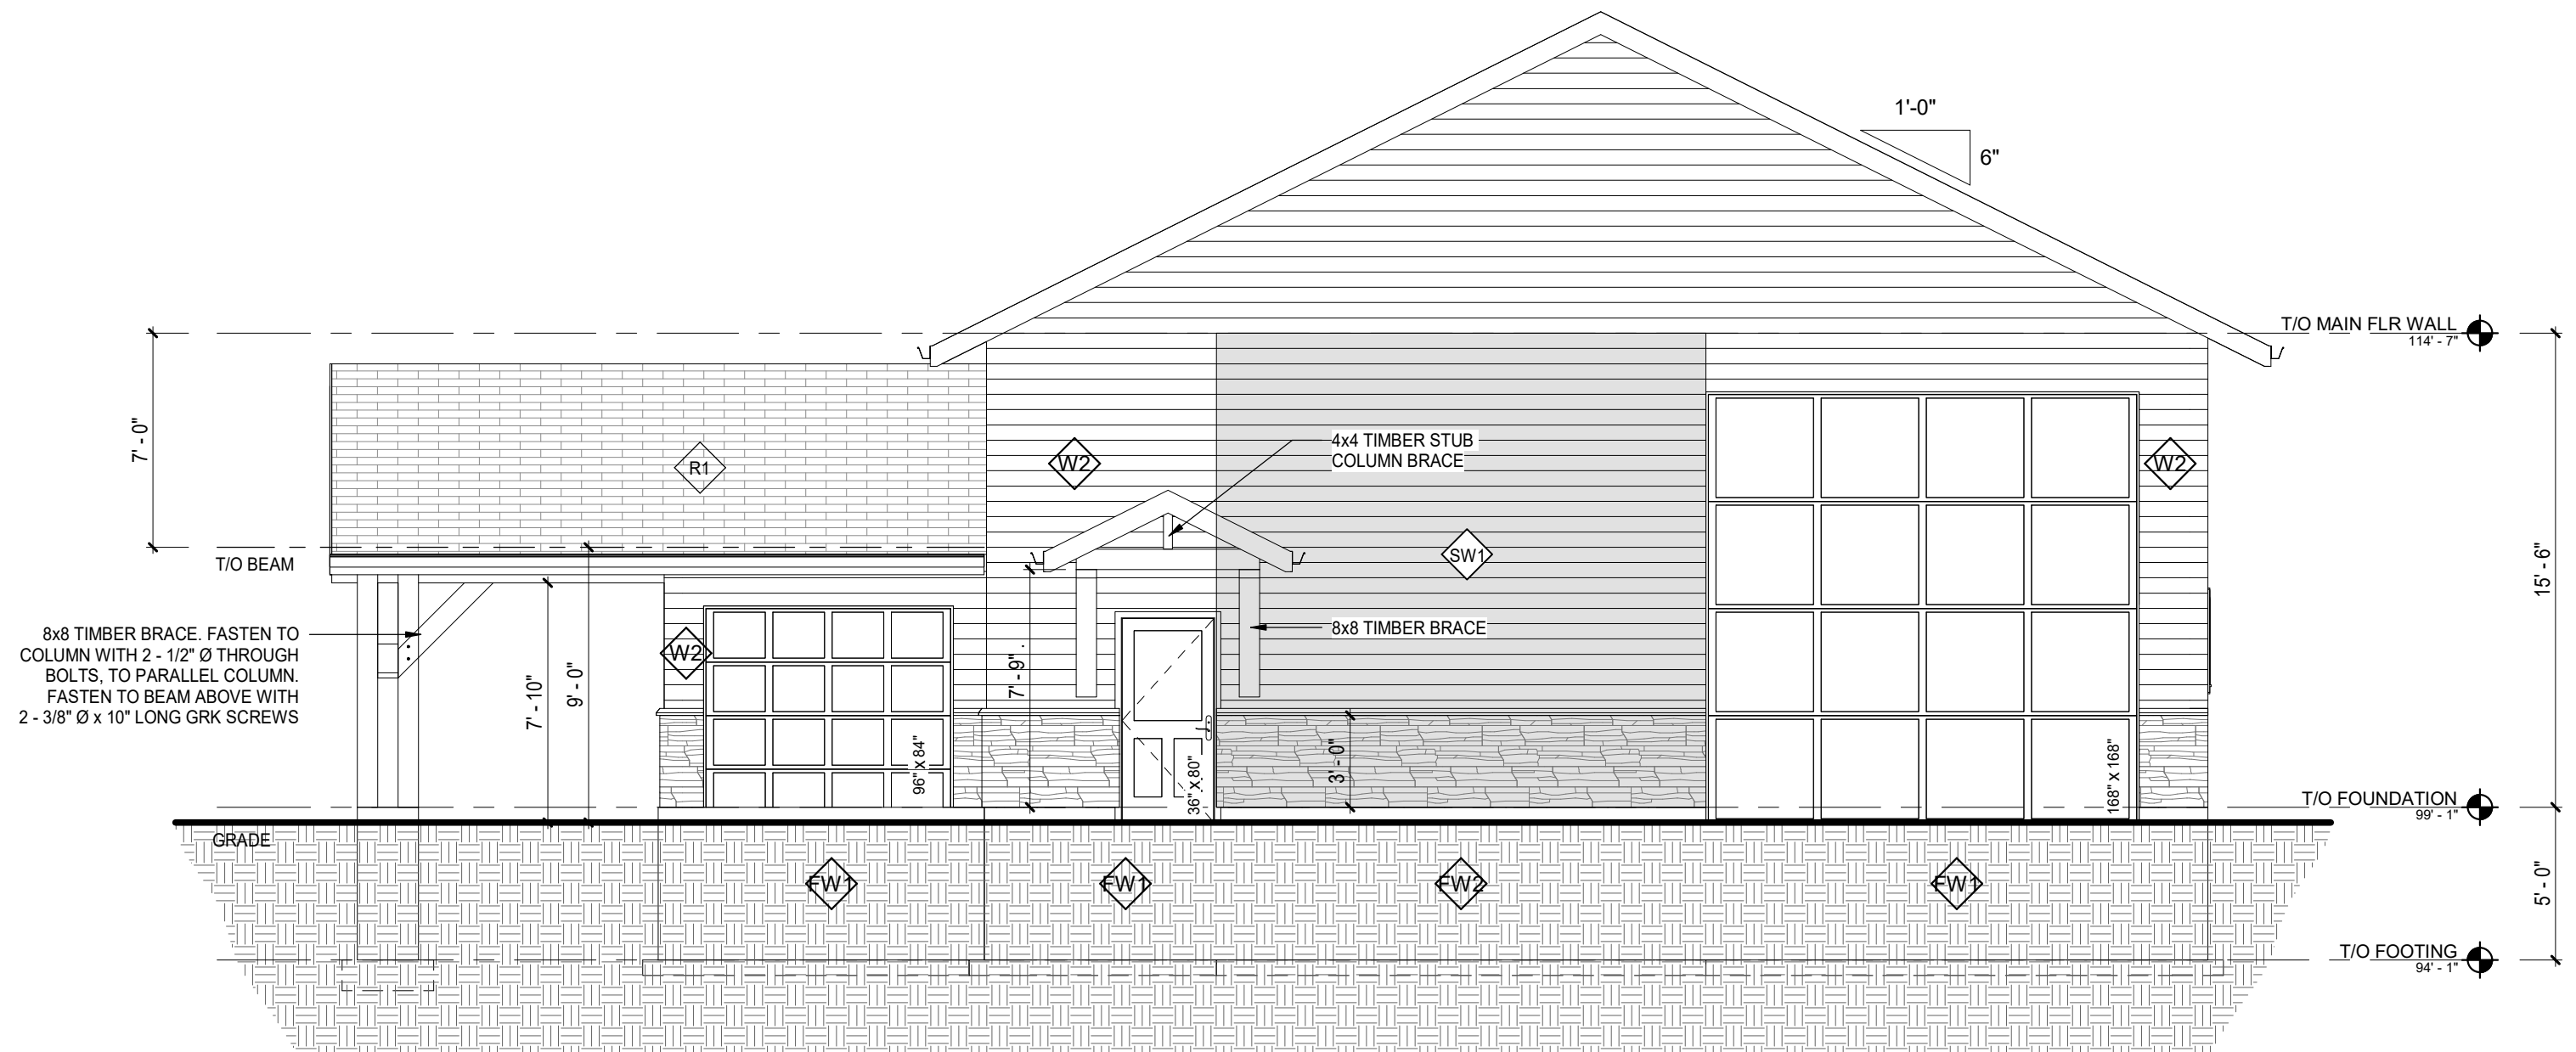 1'-0"
6"
T/O MAIN FLR WALL
114' - 7"
7' - 0"
R1
W2
4x4 TIMBER STUB
COLUMN BRACE
W2
SW1
T/O BEAM
15' - 6"
8x8 TIMBER BRACE. FASTEN TO
COLUMN WITH 2 - 1/2" Ø THROUGH
BOLTS, TO PARALLEL COLUMN.
FASTEN TO BEAM ABOVE WITH
2 - 3/8" Ø x 10" LONG GRK SCREWS
8x8 TIMBER BRACE
W2
7' - 10"
9' - 0"
7' - 9"
3' - 0"
96" x 84"
36" x 80"
168" x 168"
T/O FOUNDATION
99' - 1"
GRADE
FW1
FW1
FW2
FW1
5' - 0"
T/O FOOTING
94' - 1"